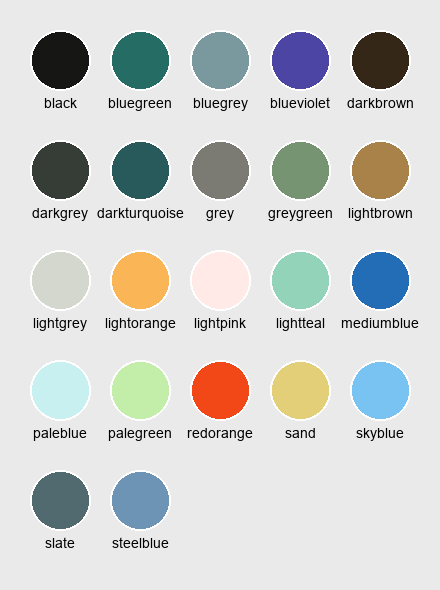 black bluegreen bluegrey blueviolet darkbrown
darkgrey darkturquoise grey greygreen lightbrown
lightgrey lightorange lightpink lightteal mediumblue
paleblue palegreen redorange sand skyblue
slate steelblue